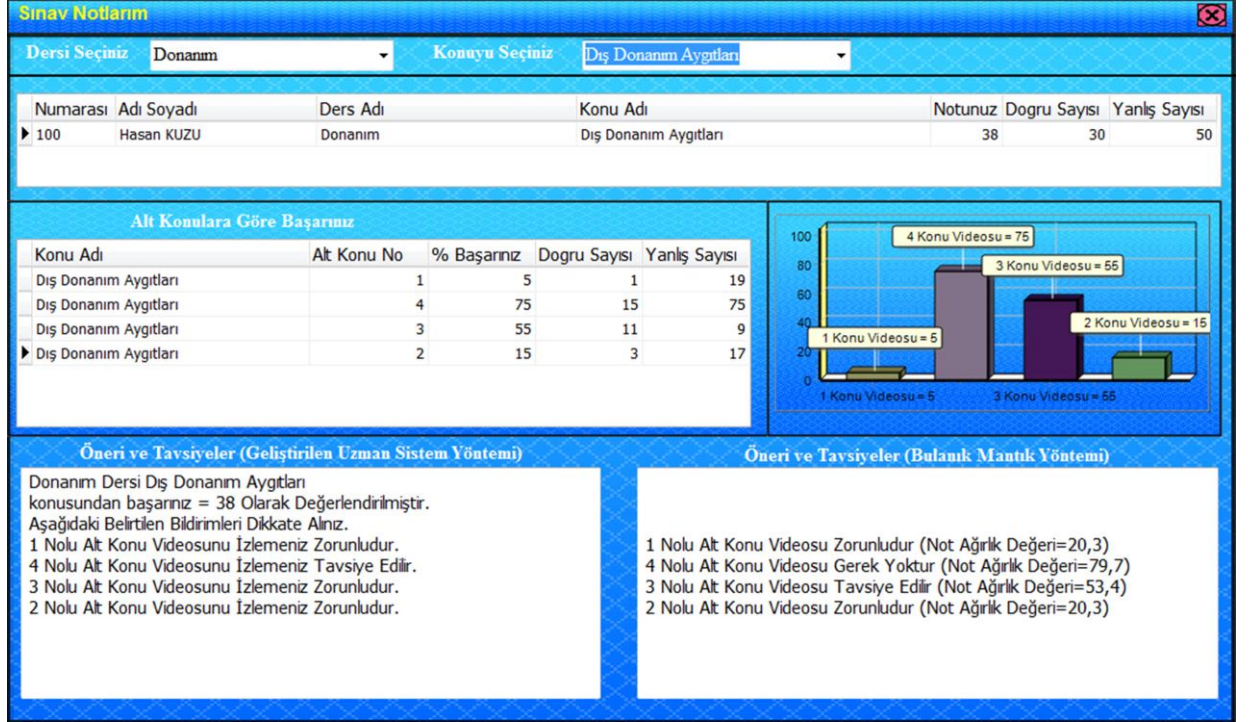 Sınav Notlarım
Dersi Seçiniz Donanım Konuyu Seçiniz Dış Donanım Aygıtları
Numarası Adı Soyadı Ders Adı Konu Adı Notunuz Dogru Sayısı Yanlış Sayısı
100 Hasan KUZU Donanım Dış Donanım Aygıtları 38 30 50
Alt Konulara Göre Başarınız
Konu Adı Alt Konu No % Başarınız Dogru Sayısı Yanlış Sayısı
Dış Donanım Aygıtları 1 5 1 19
Dış Donanım Aygıtları 4 75 15 75
Dış Donanım Aygıtları 3 55 11 9
Dış Donanım Aygıtları 2 15 3 17
100
80
60
40
20
0
4 Konu Videosu = 75
3 Konu Videosu = 55
2 Konu Videosu = 15
1 Konu Videosu = 5
1 Konu Videosu = 5 3 Konu Videosu = 55
Öneri ve Tavsiyeler (Geliştirilen Uzman Sistem Yöntemi)
Donanım Dersi Dış Donanım Aygıtları
konusundan başarınız = 38 Olarak Değerlendirilmiştir.
Aşağıdaki Belirtilen Bildirimleri Dikkate Alınız.
1 Nolu Alt Konu Videosunu İzlemeniz Zorunludur.
4 Nolu Alt Konu Videosunu İzlemeniz Tavsiye Edilir.
3 Nolu Alt Konu Videosunu İzlemeniz Zorunludur.
2 Nolu Alt Konu Videosunu İzlemeniz Zorunludur.
Öneri ve Tavsiyeler (Bulanık Mantık Yöntemi)
1 Nolu Alt Konu Videosu Zorunludur (Not Ağırlık Değeri=20,3)
4 Nolu Alt Konu Videosu Gerek Yoktur (Not Ağırlık Değeri=79,7)
3 Nolu Alt Konu Videosu Tavsiye Edilir (Not Ağırlık Değeri=53,4)
2 Nolu Alt Konu Videosu Zorunludur (Not Ağırlık Değeri=20,3)